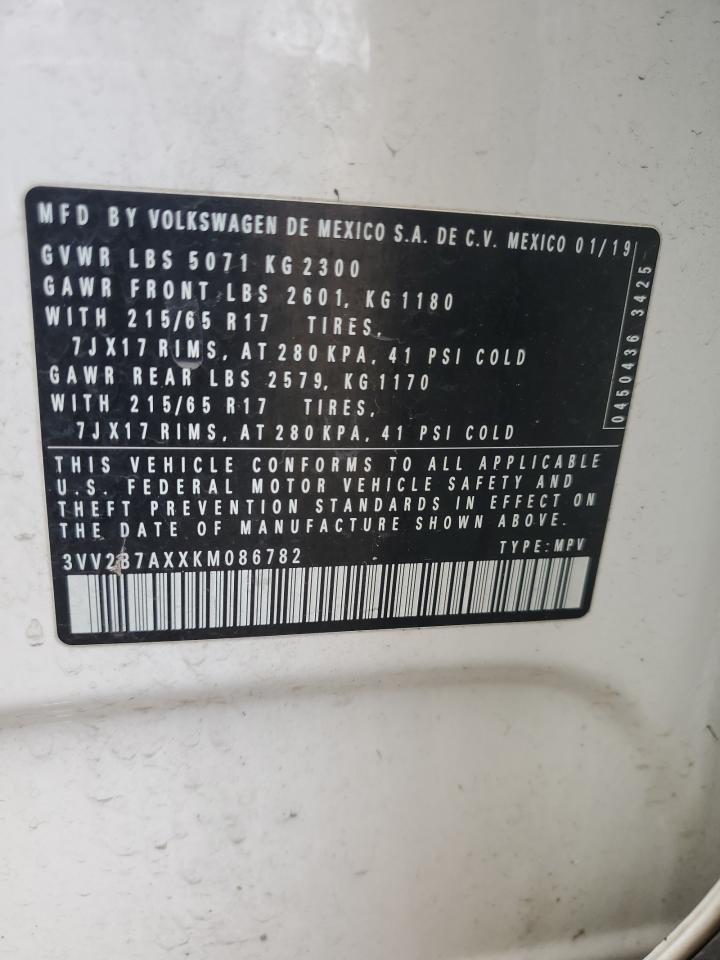 MFD BY VOLKSWAGEN DE MEXICO S.A. DE C.V. MEXICO 01/19
GVWR LBS 5071 KG 2300
GAWR FRONT LBS 2601, KG 1180
WITH 215/65 R17 TIRES,
7JX17 RIMS, AT 280 KPA, 41 PSI COLD
GAWR REAR LBS 2579, KG 1170
WITH 215/65 R17 TIRES,
7JX17 RIMS, AT 280 KPA, 41 PSI COLD
0450436 3425
THIS VEHICLE CONFORMS TO ALL APPLICABLE
U.S. FEDERAL MOTOR VEHICLE SAFETY AND
THEFT PREVENTION STANDARDS IN EFFECT ON
THE DATE OF MANUFACTURE SHOWN ABOVE.
3VV2B7AXXKM086782 TYPE: MPV